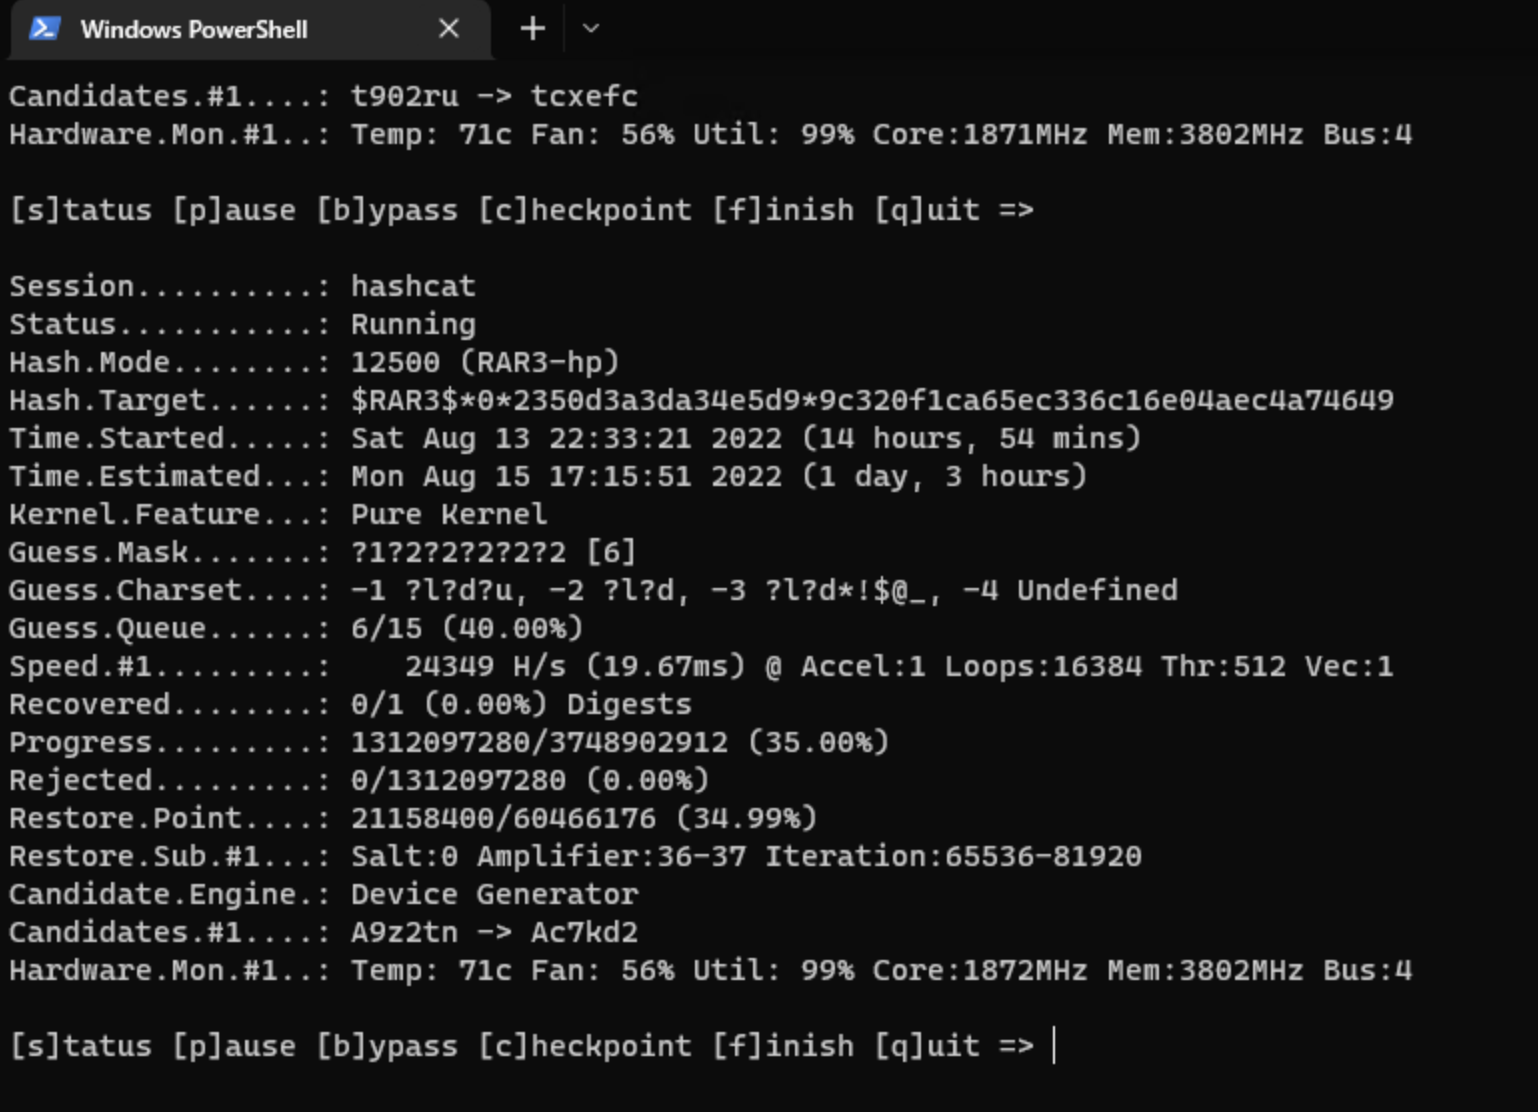 Windows PowerShell
Candidates.#1....: t902ru -> tcxefc
Hardware.Mon.#1..: Temp: 71c Fan: 56% Util: 99% Core:1871MHz Mem:3802MHz Bus:4
[s]tatus [p]ause [b]ypass [c]heckpoint [f]inish [q]uit =>
Session..........: hashcat
Status...........: Running
Hash.Mode........: 12500 (RAR3-hp)
Hash.Target......: $RAR3$*0*2350d3a3da34e5d9*9c320f1ca65ec336c16e04aec4a74649
Time.Started.....: Sat Aug 13 22:33:21 2022 (14 hours, 54 mins)
Time.Estimated...: Mon Aug 15 17:15:51 2022 (1 day, 3 hours)
Kernel.Feature...: Pure Kernel
Guess.Mask.......: ?1?2?2?2?2?2 [6]
Guess.Charset....: -1 ?l?d?u, -2 ?l?d, -3 ?l?d*!$@_, -4 Undefined
Guess.Queue......: 6/15 (40.00%)
Speed.#1.........:    24349 H/s (19.67ms) @ Accel:1 Loops:16384 Thr:512 Vec:1
Recovered........: 0/1 (0.00%) Digests
Progress.........: 1312097280/3748902912 (35.00%)
Rejected.........: 0/1312097280 (0.00%)
Restore.Point....: 21158400/60466176 (34.99%)
Restore.Sub.#1...: Salt:0 Amplifier:36-37 Iteration:65536-81920
Candidate.Engine.: Device Generator
Candidates.#1....: A9z2tn -> Ac7kd2
Hardware.Mon.#1..: Temp: 71c Fan: 56% Util: 99% Core:1872MHz Mem:3802MHz Bus:4
[s]tatus [p]ause [b]ypass [c]heckpoint [f]inish [q]uit =>